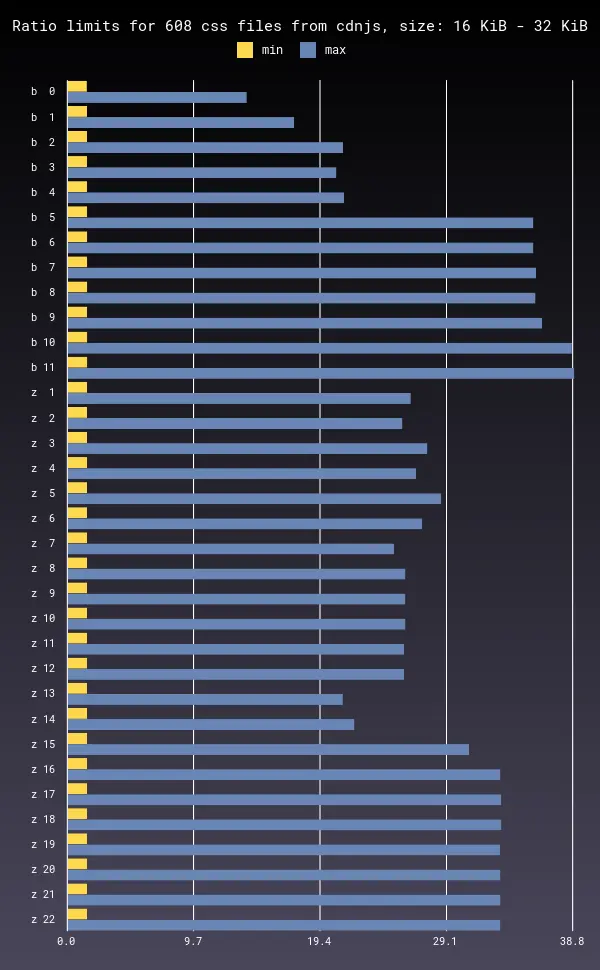 Ratio limits for 608 css files from cdnjs, size: 16 KiB - 32 KiB
min max
b 0
b 1
b 2
b 3
b 4
b 5
b 6
b 7
b 8
b 9
b 10
b 11
z 1
z 2
z 3
z 4
z 5
z 6
z 7
z 8
z 9
z 10
z 11
z 12
z 13
z 14
z 15
z 16
z 17
z 18
z 19
z 20
z 21
z 22
0.0 9.7 19.4 29.1 38.8